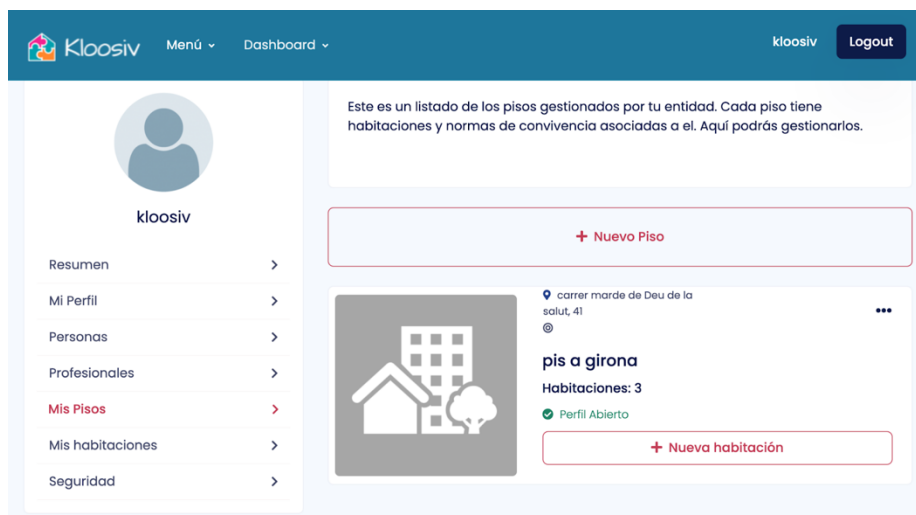 Kloosiv
Menú
Dashboard
kloosiv
Logout
kloosiv
Resumen
Mi Perfil
Personas
Profesionales
Mis Pisos
Mis habitaciones
Seguridad
Este es un listado de los pisos gestionados por tu entidad. Cada piso tiene
habitaciones y normas de convivencia asociadas a el. Aquí podrás gestionarlos.
+ Nuevo Piso
carrer marde de Deu de la
salut, 41
pis a girona
Habitaciones: 3
Perfil Abierto
+ Nueva habitación